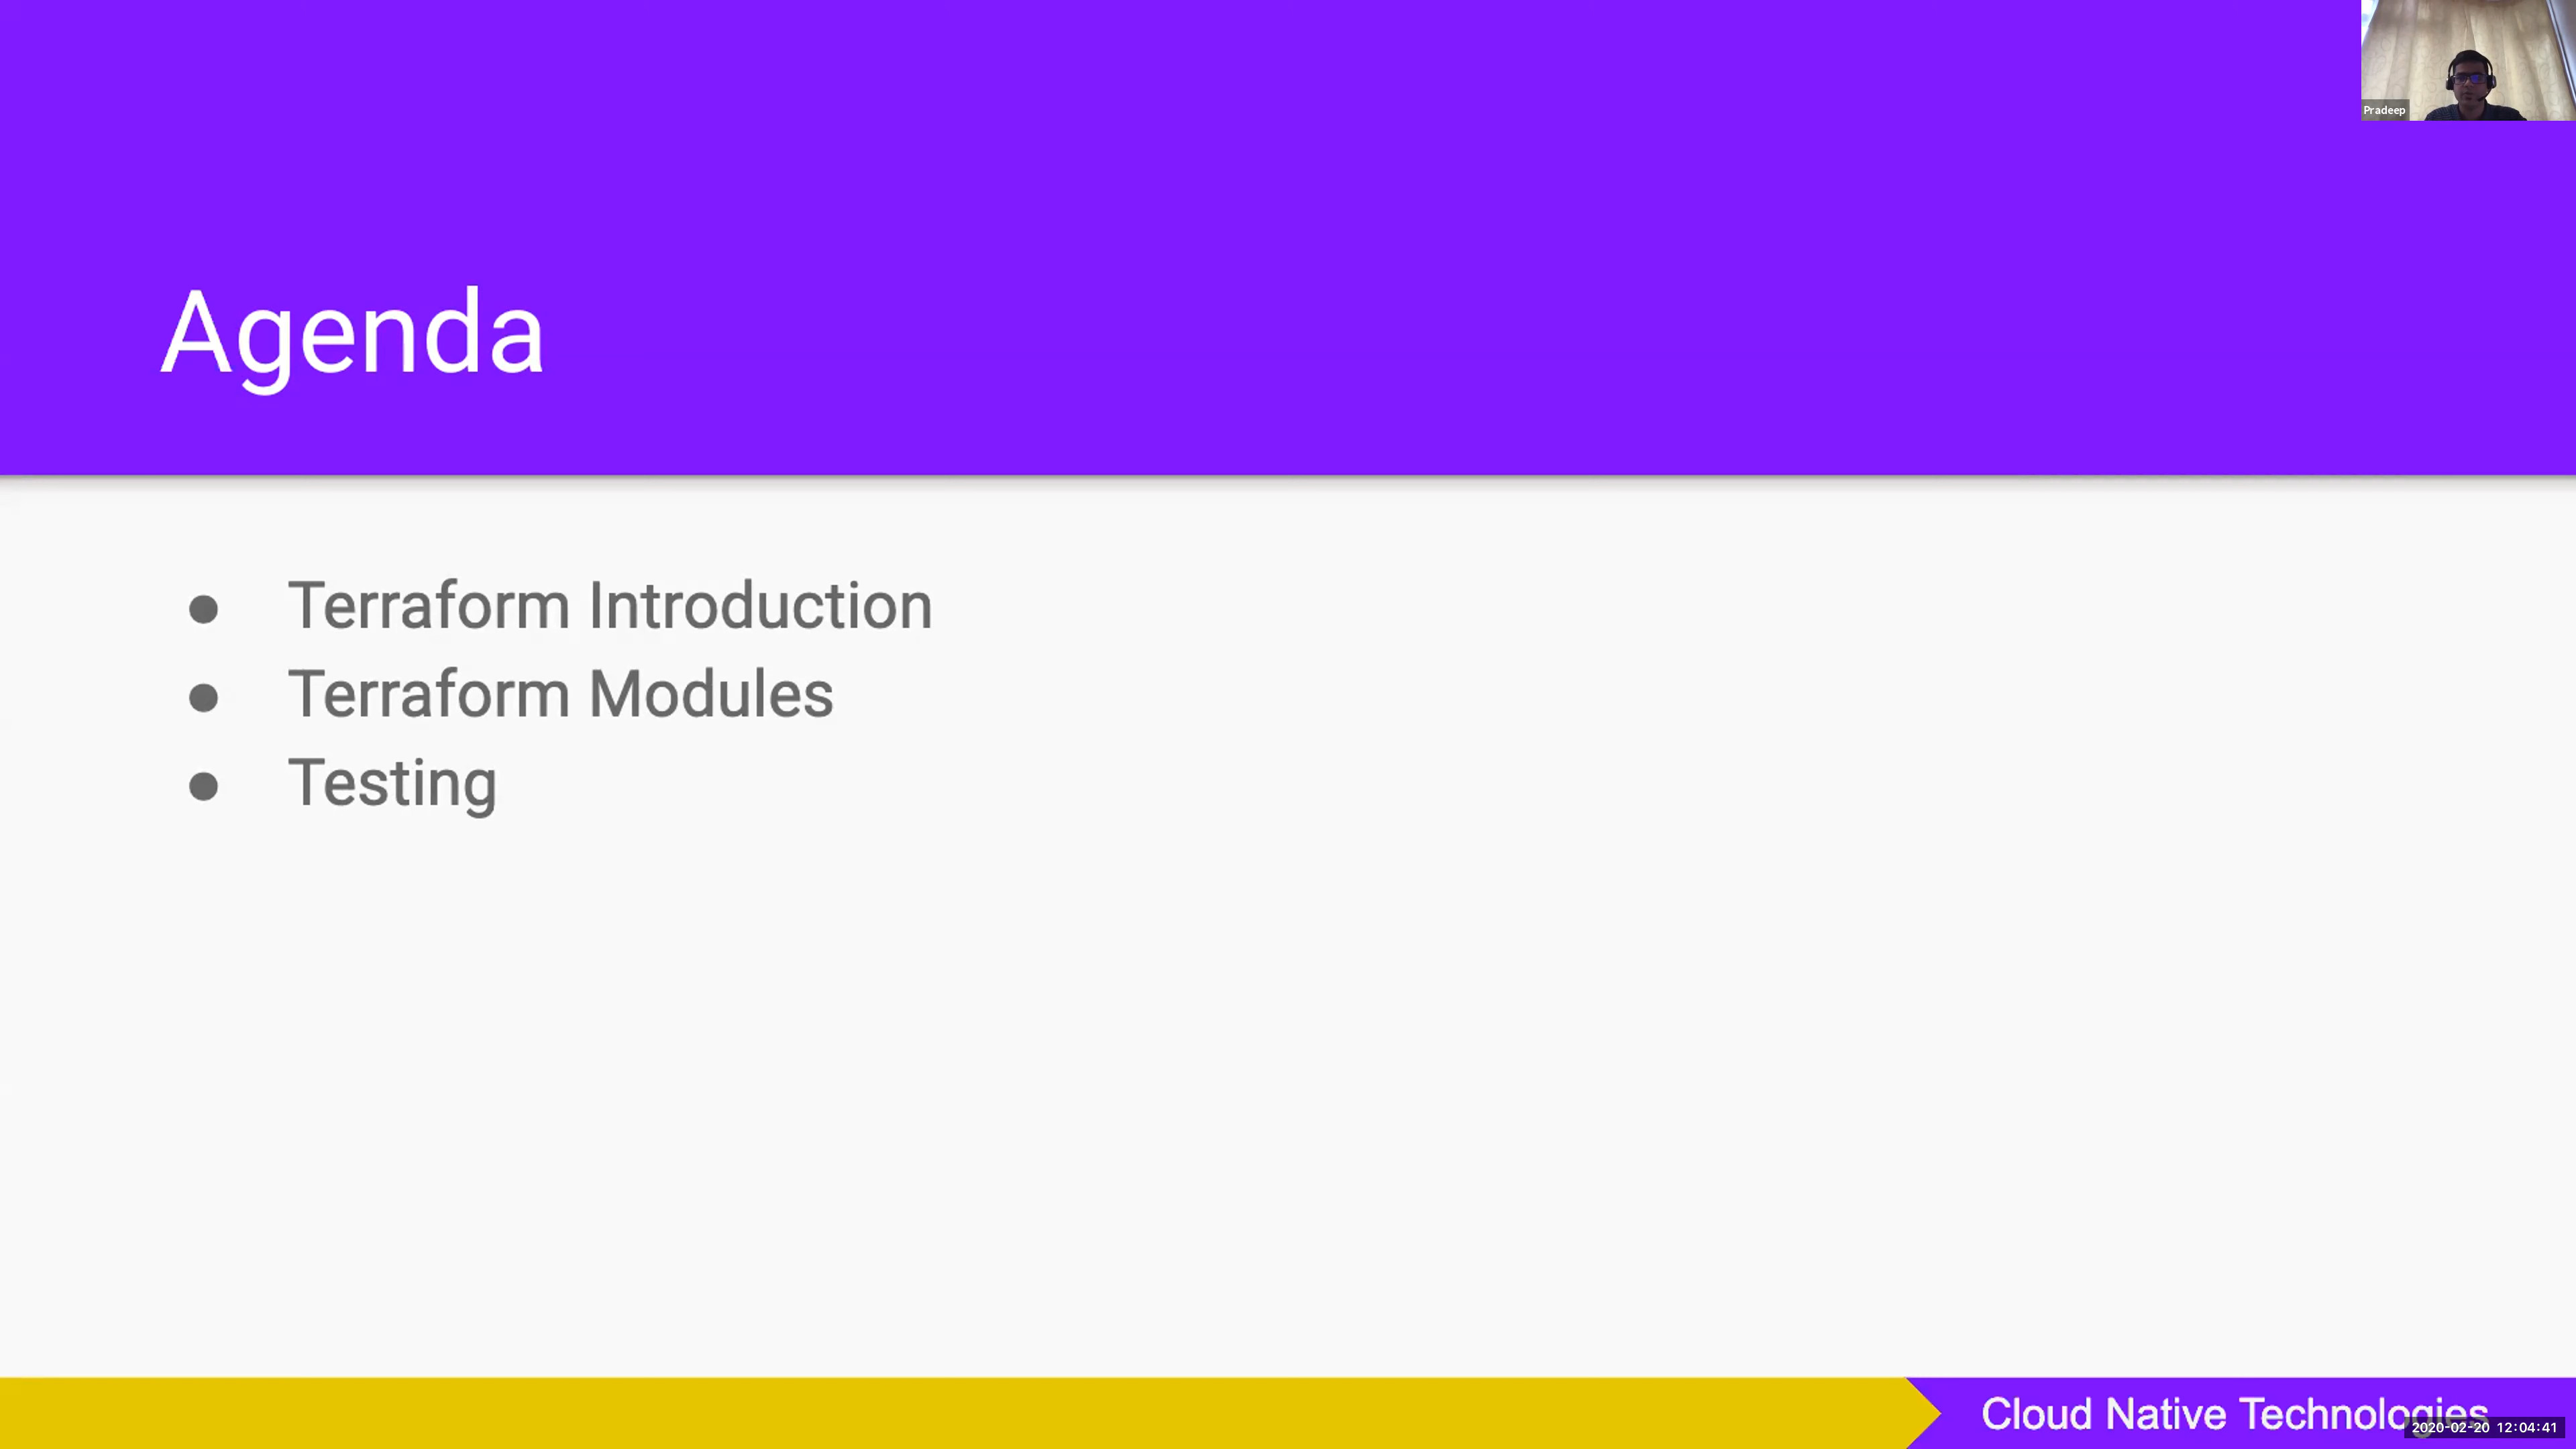 Pradeep
Agenda
● Terraform Introduction
● Terraform Modules
● Testing
Cloud Native Technologies
2020-02-20 12:04:41